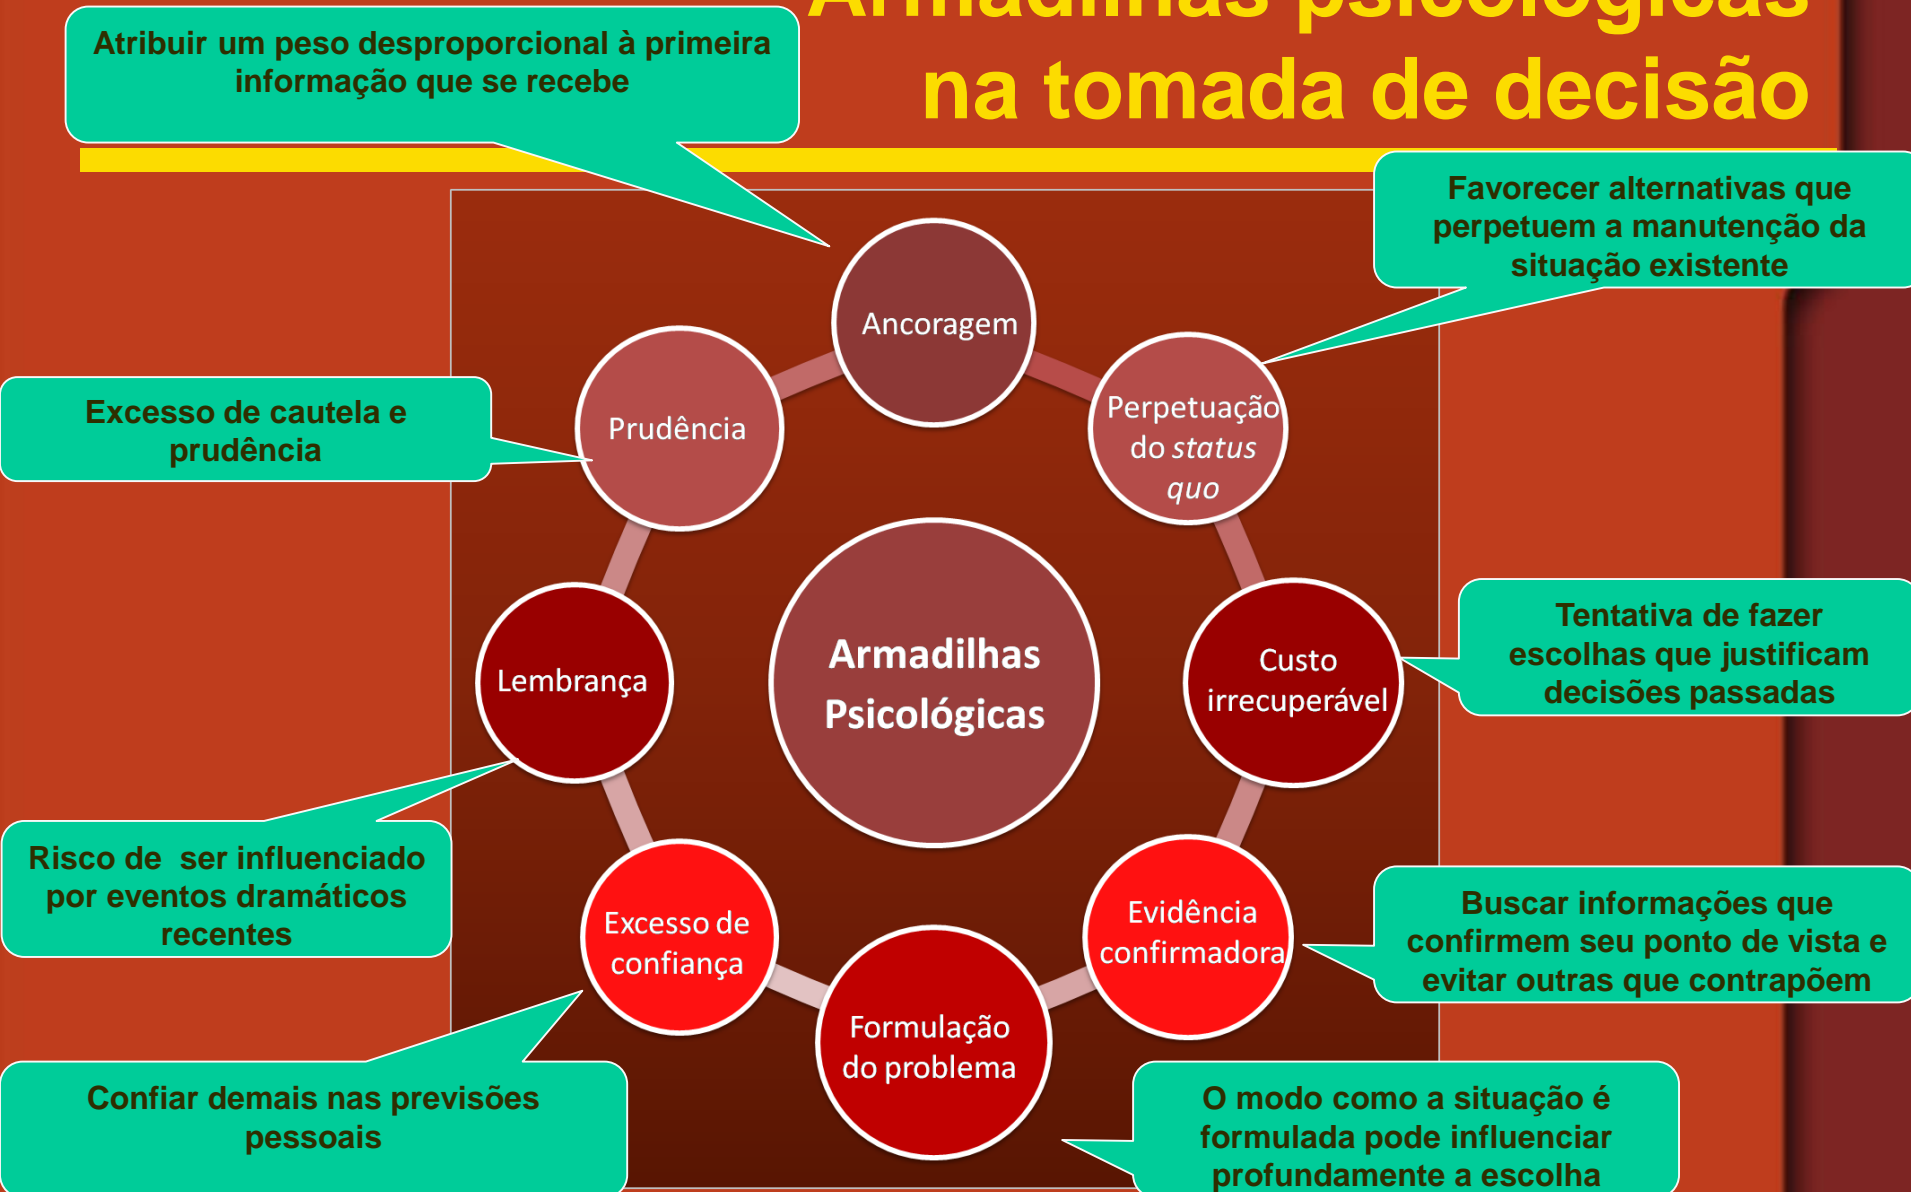 Armadilhas psicológicas
na tomada de decisão
Atribuir um peso desproporcional à primeira
informação que se recebe
Favorecer alternativas que
perpetuem a manutenção da
situação existente
Ancoragem
Perpetuação
do status
quo
Prudência
Excesso de cautela e
prudência
Armadilhas
Psicológicas
Lembrança
Custo
irrecuperável
Tentativa de fazer
escolhas que justificam
decisões passadas
Risco de  ser influenciado
por eventos dramáticos
recentes
Excesso de
confiança
Evidência
confirmadora
Buscar informações que
confirmem seu ponto de vista e
evitar outras que contrapõem
Formulação
do problema
Confiar demais nas previsões
pessoais
O modo como a situação é
formulada pode influenciar
profundamente a escolha